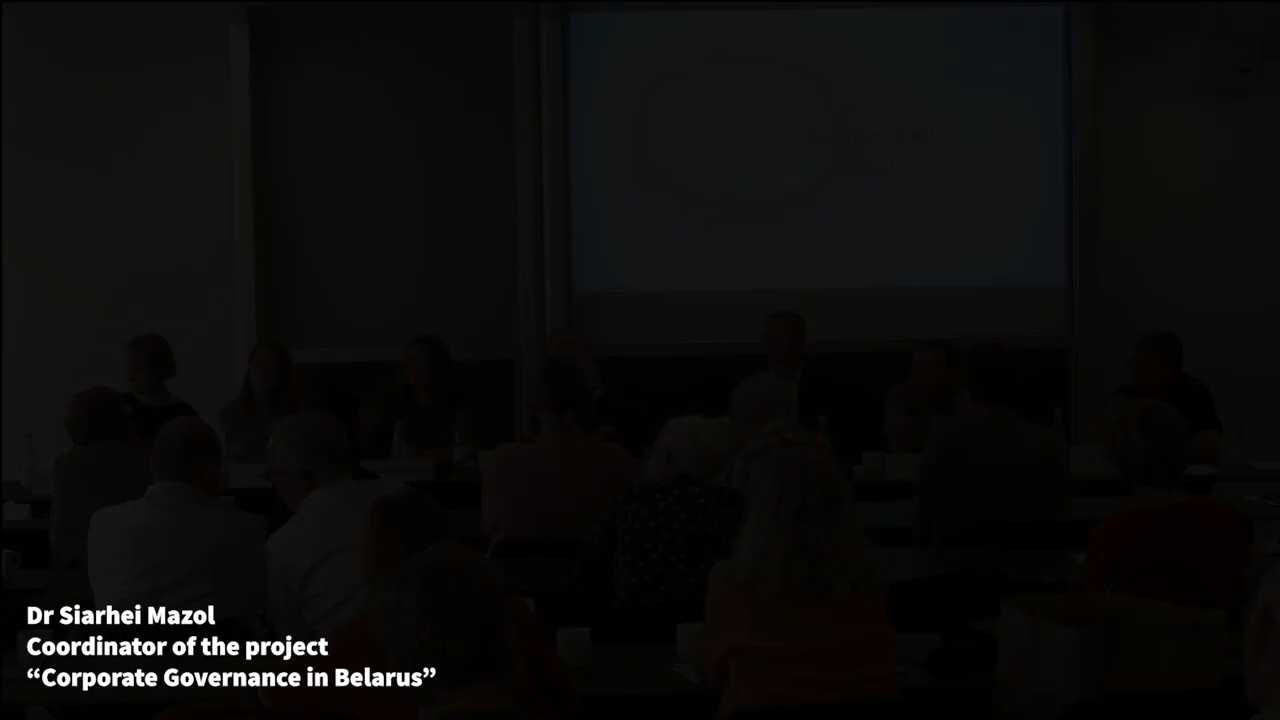 Dr Siarhei Mazol
Coordinator of the project
“Corporate Governance in Belarus”